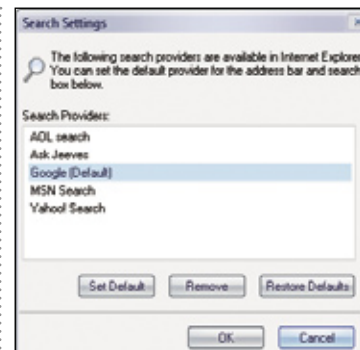 Search Settings
The following search providers are available in Internet Explorer
You can set the default provider for the address bar and search
box below.
Search Providers:
AOL search
Ask Jeeves
Google (Default)
MSN Search
Yahoo! Search
Set Default Remove Restore Defaults
OK Cancel